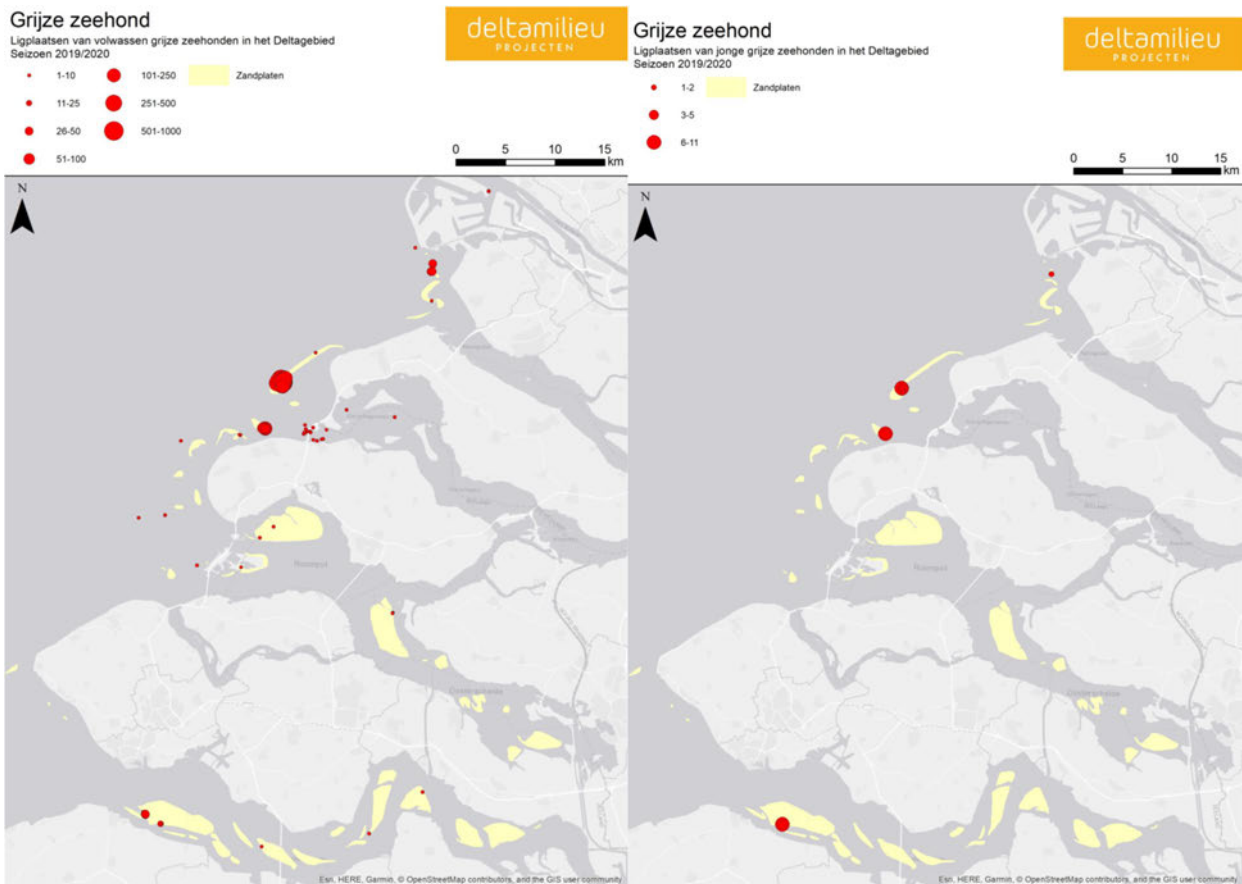 Grijze zeehond
Ligplaatsen van volwassen grijze zeehonden in het Deltagebied
Seizoen 2019/2020
deltamilieu
PROJECTEN
1-10
101-250
Zandplaten
11-25
251-500
26-50
501-1000
51-100
0 5 10 15
km
N
Roompot
Oosterschelde
Esri, HERE, Garmin, © OpenStreetMap contributors, and the GIS user community
Grijze zeehond
Ligplaatsen van jonge grijze zeehonden in het Deltagebied
Seizoen 2019/2020
deltamilieu
PROJECTEN
1-2
Zandplaten
3-5
6-11
0 5 10 15
km
N
Roompot
Oosterschelde
Esri, HERE, Garmin, © OpenStreetMap contributors, and the GIS user community